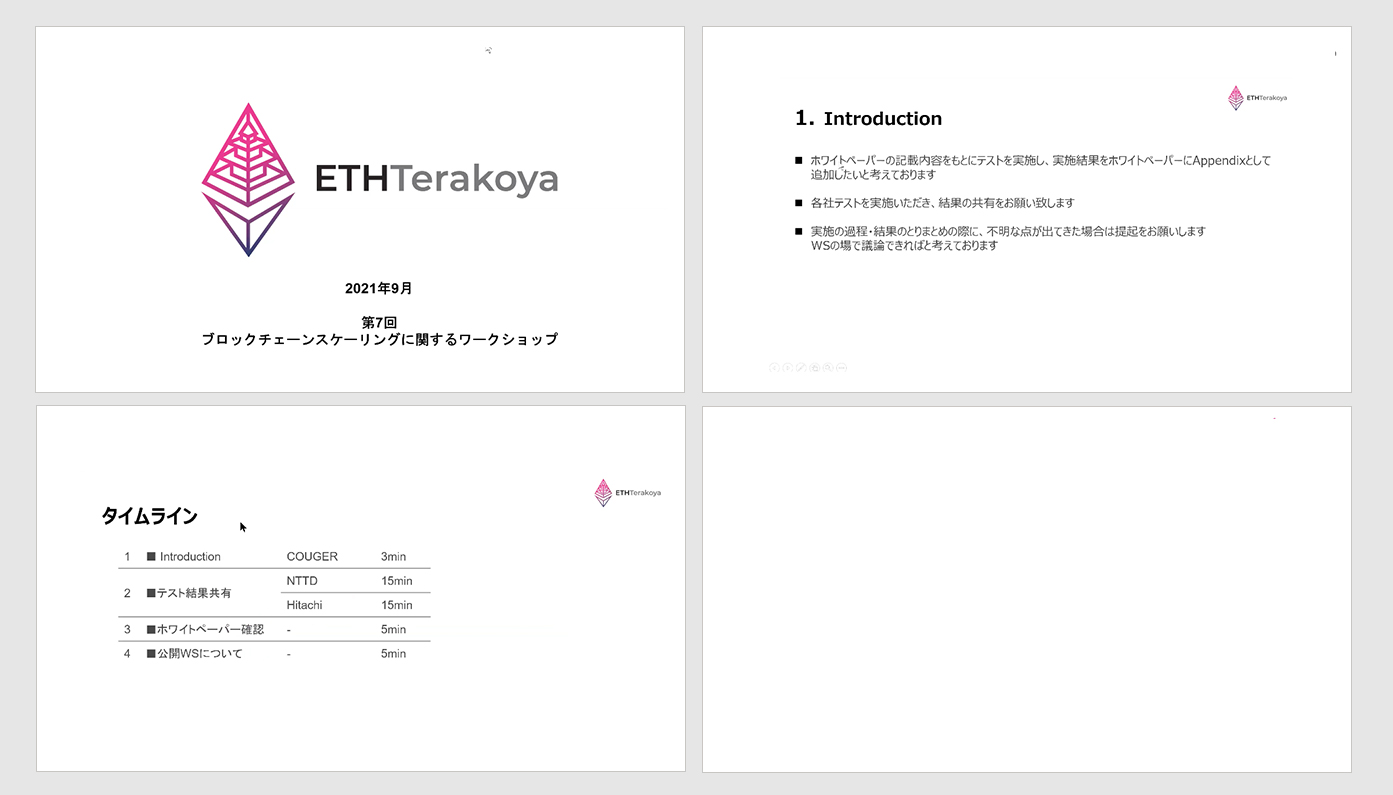 ETHTerakoya
2021年9月
第7回
ブロックチェーンスケーリングに関するワークショップ
ETHTerakoya
1. Introduction
■ ホワイトペーパーの記載内容をもとにテストを実施し、実施結果をホワイトペーパーにAppendixとして
追加したいと考えております
■ 各社テストを実施いただき、結果の共有をお願い致します
■ 実施の過程・結果のとりまとめの際に、不明な点が出てきた場合は提起をお願いします
WSの場で議論できればと考えております
ETHTerakoya
タイムライン
1 ■ Introduction COUGER 3min
NTTD 15min
2 ■テスト結果共有
Hitachi 15min
3 ■ホワイトペーパー確認 - 5min
4 ■公開WSについて - 5min